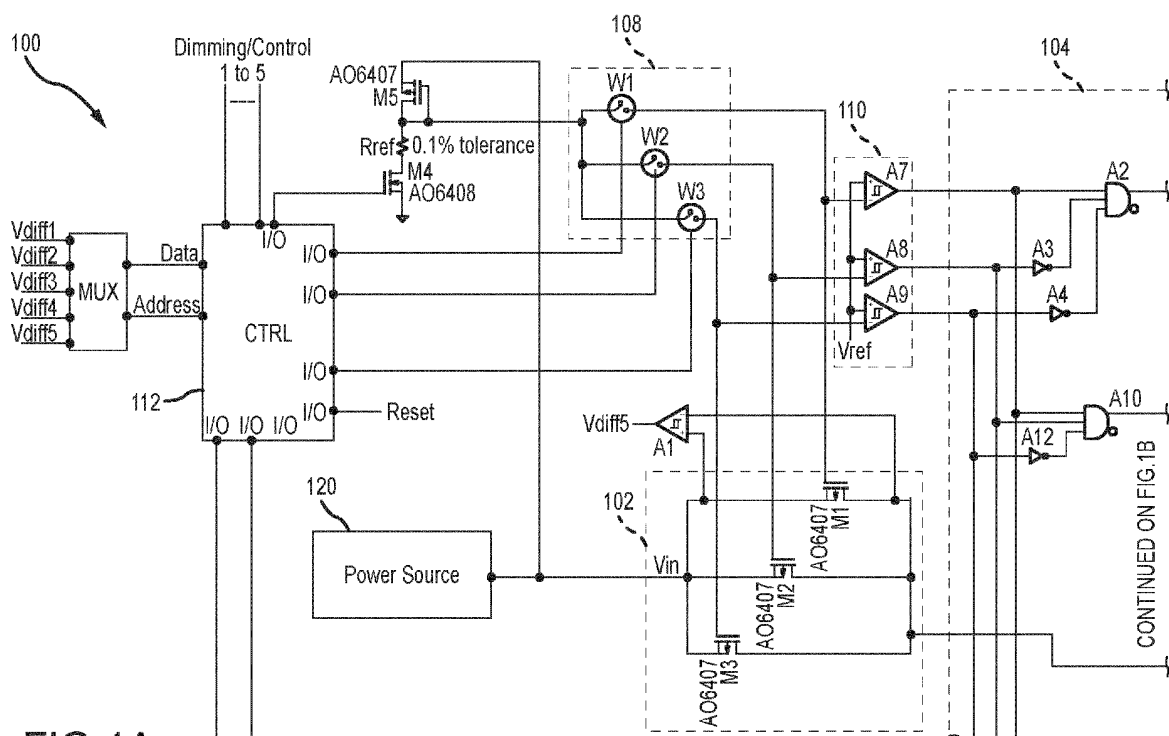 100
Dimming/Control
1 to 5
AO6407
M5
Rref
0.1% tolerance
M4
AO6408
108
W1
W2
W3
104
110
A7
A8
A9
Vref
A2
A3
A4
A10
A12
Vdiff1
Vdiff2
Vdiff3
Vdiff4
Vdiff5
MUX
Data
Address
CTRL
I/O
I/O
I/O
I/O
I/O
Reset
I/O
I/O
I/O
112
Vdiff5
A1
120
Power Source
102
Vin
AO6407
M1
AO6407
M2
AO6407
M3
CONTINUED ON FIG.1B